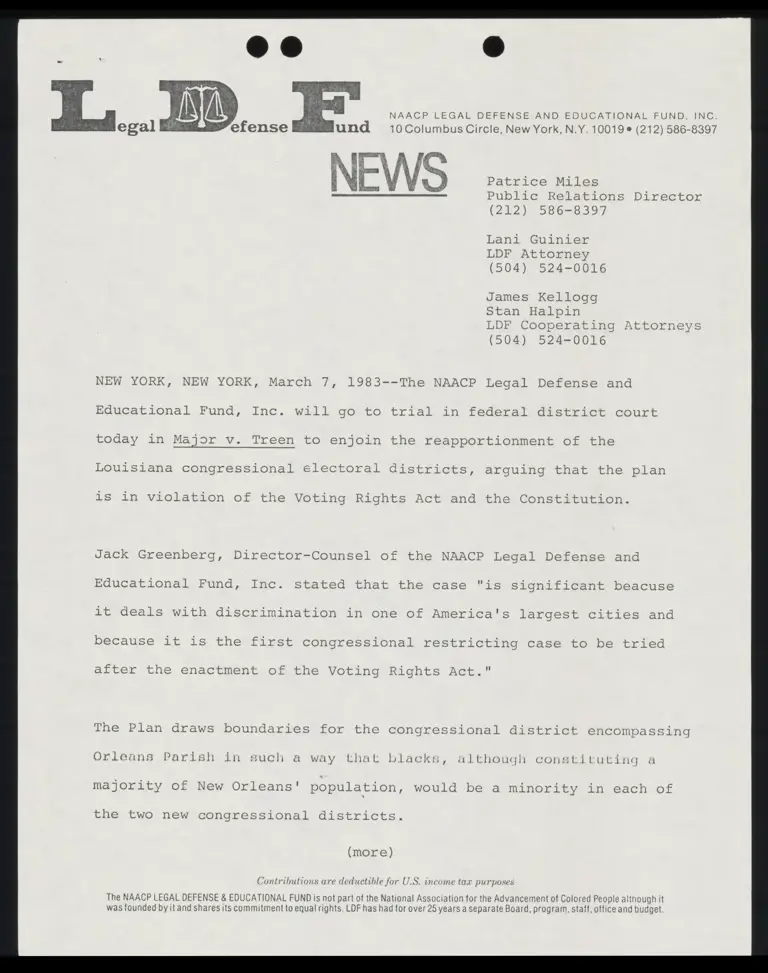 Legal Defense Fund
NAACP LEGAL DEFENSE AND EDUCATIONAL FUND, INC.
10 Columbus Circle, New York, N.Y. 10019 • (212) 586-8397
NEWS
Patrice Miles
Public Relations Director
(212) 586-8397
Lani Guinier
LDF Attorney
(504) 524-0016
James Kellogg
Stan Halpin
LDF Cooperating Attorneys
(504) 524-0016
NEW YORK, NEW YORK, March 7, 1983--The NAACP Legal Defense and
Educational Fund, Inc. will go to trial in federal district court
today in Major v. Treen to enjoin the reapportionment of the
Louisiana congressional electoral districts, arguing that the plan
is in violation of the Voting Rights Act and the Constitution.
Jack Greenberg, Director-Counsel of the NAACP Legal Defense and
Educational Fund, Inc. stated that the case "is significant beacuse
it deals with discrimination in one of America's largest cities and
because it is the first congressional restricting case to be tried
after the enactment of the Voting Rights Act."
The Plan draws boundaries for the congressional district encompassing
Orleans Parish in such a way that blacks, although constituting a
majority of New Orleans' population, would be a minority in each of
the two new congressional districts.
(more)
Contributions are deductible for U.S. income tax purposes
The NAACP LEGAL DEFENSE & EDUCATIONAL FUND is not part of the National Association for the Advancement of Colored People although it
was founded by it and shares its commitment to equal rights. LDF has had for over 25 years a separate Board, program, staff, office and budget.